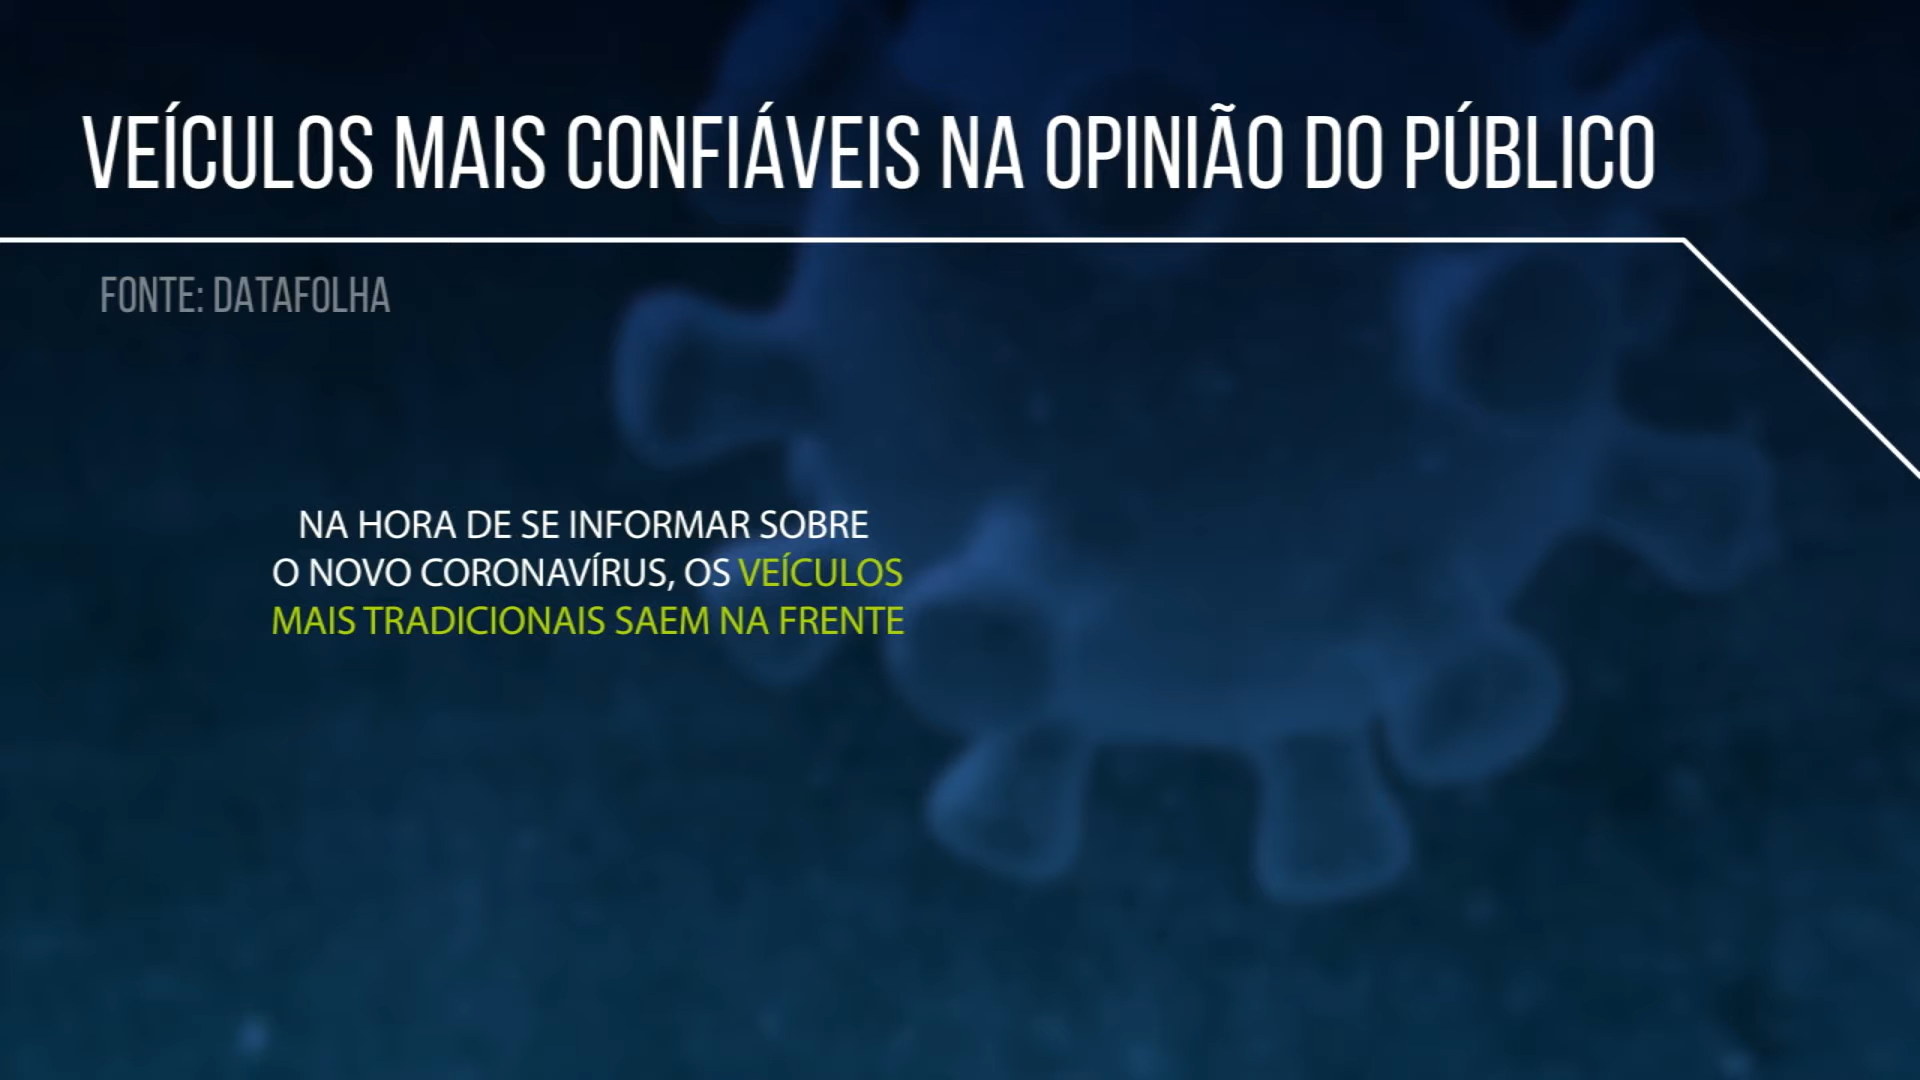 VEÍCULOS MAIS CONFIÁVEIS NA OPINIÃO DO PÚBLICO
FONTE: DATAFOLHA
NA HORA DE SE INFORMAR SOBRE
O NOVO CORONAVÍRUS, OS VEÍCULOS
MAIS TRADICIONAIS SAEM NA FRENTE